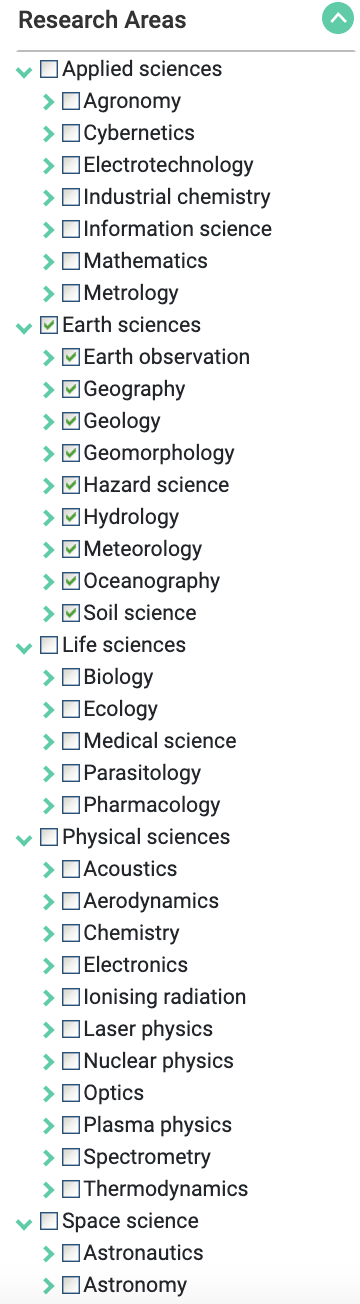 Research Areas
Applied sciences
Agronomy
Cybernetics
Electrotechnology
Industrial chemistry
Information science
Mathematics
Metrology
Earth sciences
Earth observation
Geography
Geology
Geomorphology
Hazard science
Hydrology
Meteorology
Oceanography
Soil science
Life sciences
Biology
Ecology
Medical science
Parasitology
Pharmacology
Physical sciences
Acoustics
Aerodynamics
Chemistry
Electronics
Ionising radiation
Laser physics
Nuclear physics
Optics
Plasma physics
Spectrometry
Thermodynamics
Space science
Astronautics
Astronomy